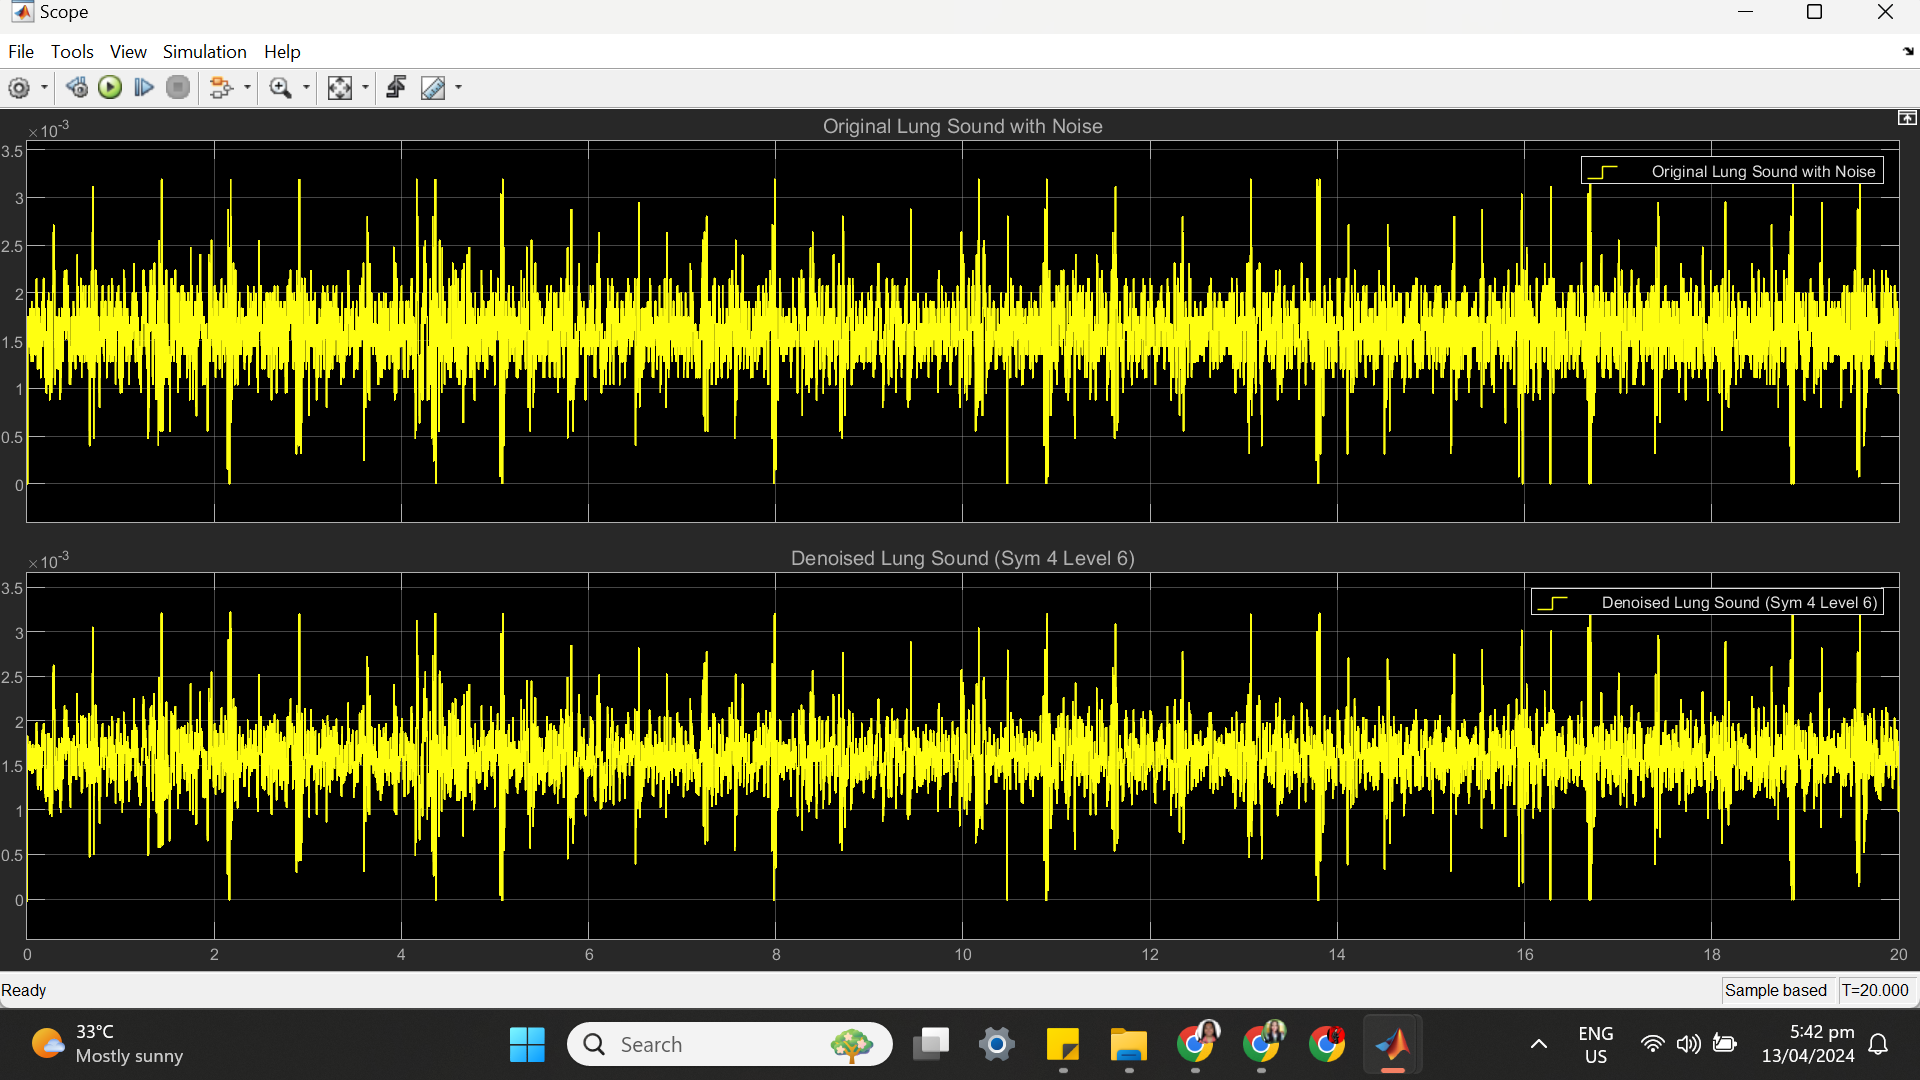 Scope
File Tools View Simulation Help
Original Lung Sound with Noise
×10-3
3.5
3
2.5
2
1.5
1
0.5
0
Original Lung Sound with Noise
Denoised Lung Sound (Sym 4 Level 6)
×10-3
3.5
3
2.5
2
1.5
1
0.5
0
Denoised Lung Sound (Sym 4 Level 6)
0 2 4 6 8 10 12 14 16 18 20
Ready
Sample based T=20.000
33°C
Mostly sunny
Search
ENG
US
5:42 pm
13/04/2024